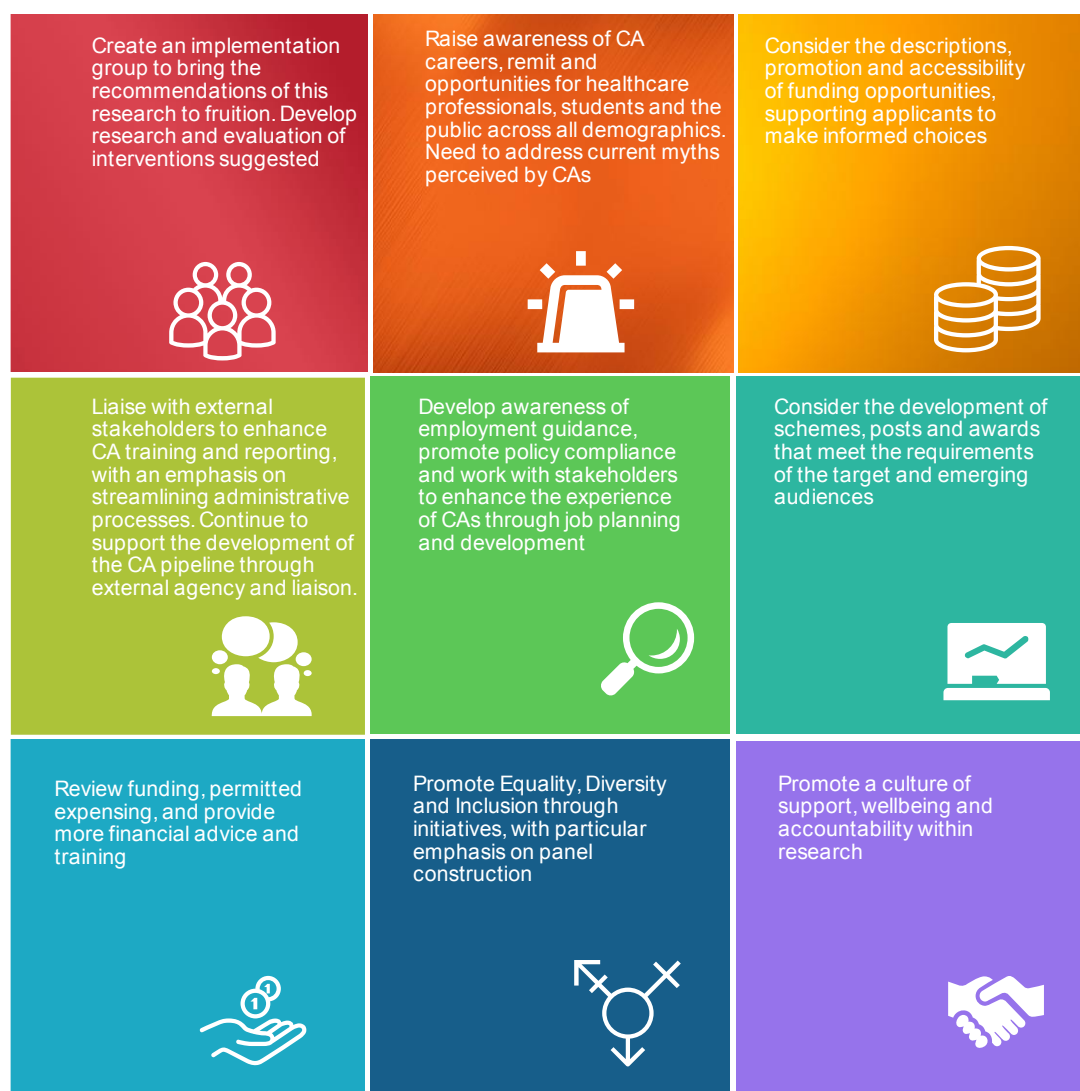 Create an implementation
group to bring the
recommendations of this
research to fruition. Develop
research and evaluation of
interventions suggested
Raise awareness of CA
careers, remit and
opportunities for healthcare
professionals, students and the
public across all demographics.
Need to address current myths
perceived by CAs
Consider the descriptions,
promotion and accessibility
of funding opportunities,
supporting applicants to
make informed choices
Liaise with external
stakeholders to enhance
CA training and reporting,
with an emphasis on
streamlining administrative
processes. Continue to
support the development of
the CA pipeline through
external agency and liaison.
Develop awareness of
employment guidance,
promote policy compliance
and work with stakeholders
to enhance the experience
of CAs through job planning
and development
Consider the development of
schemes, posts and awards
that meet the requirements
of the target and emerging
audiences
Review funding, permitted
expensing, and provide
more financial advice and
training
1
1
Promote Equality, Diversity
and Inclusion through
initiatives, with particular
emphasis on panel
construction
Promote a culture of
support, wellbeing and
accountability within
research